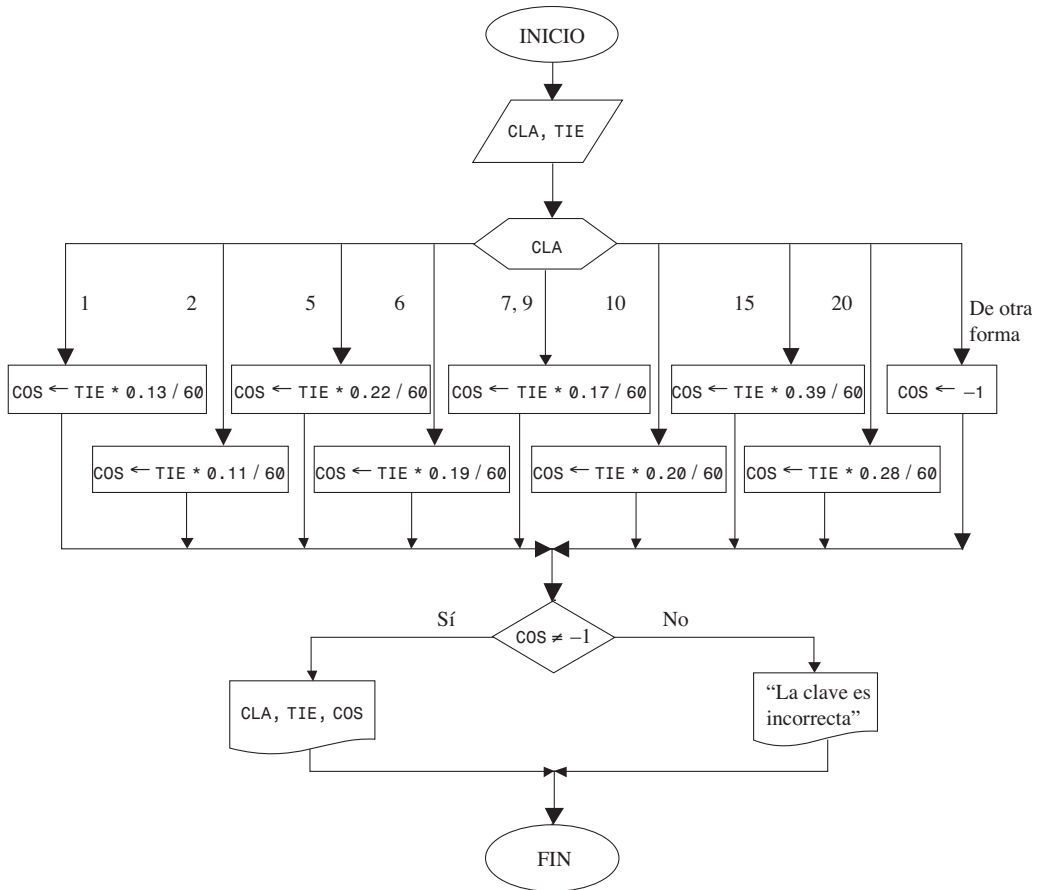 INICIO
CLA, TIE
CLA
1
2
5
6
7, 9
10
15
20
De otra
forma
COS ← TIE * 0.13 / 60
COS ← TIE * 0.22 / 60
COS ← TIE * 0.17 / 60
COS ← TIE * 0.39 / 60
COS ← −1
COS ← TIE * 0.11 / 60
COS ← TIE * 0.19 / 60
COS ← TIE * 0.20 / 60
COS ← TIE * 0.28 / 60
Sí
COS ≠ −1
No
CLA, TIE, COS
“La clave es
incorrecta”
FIN